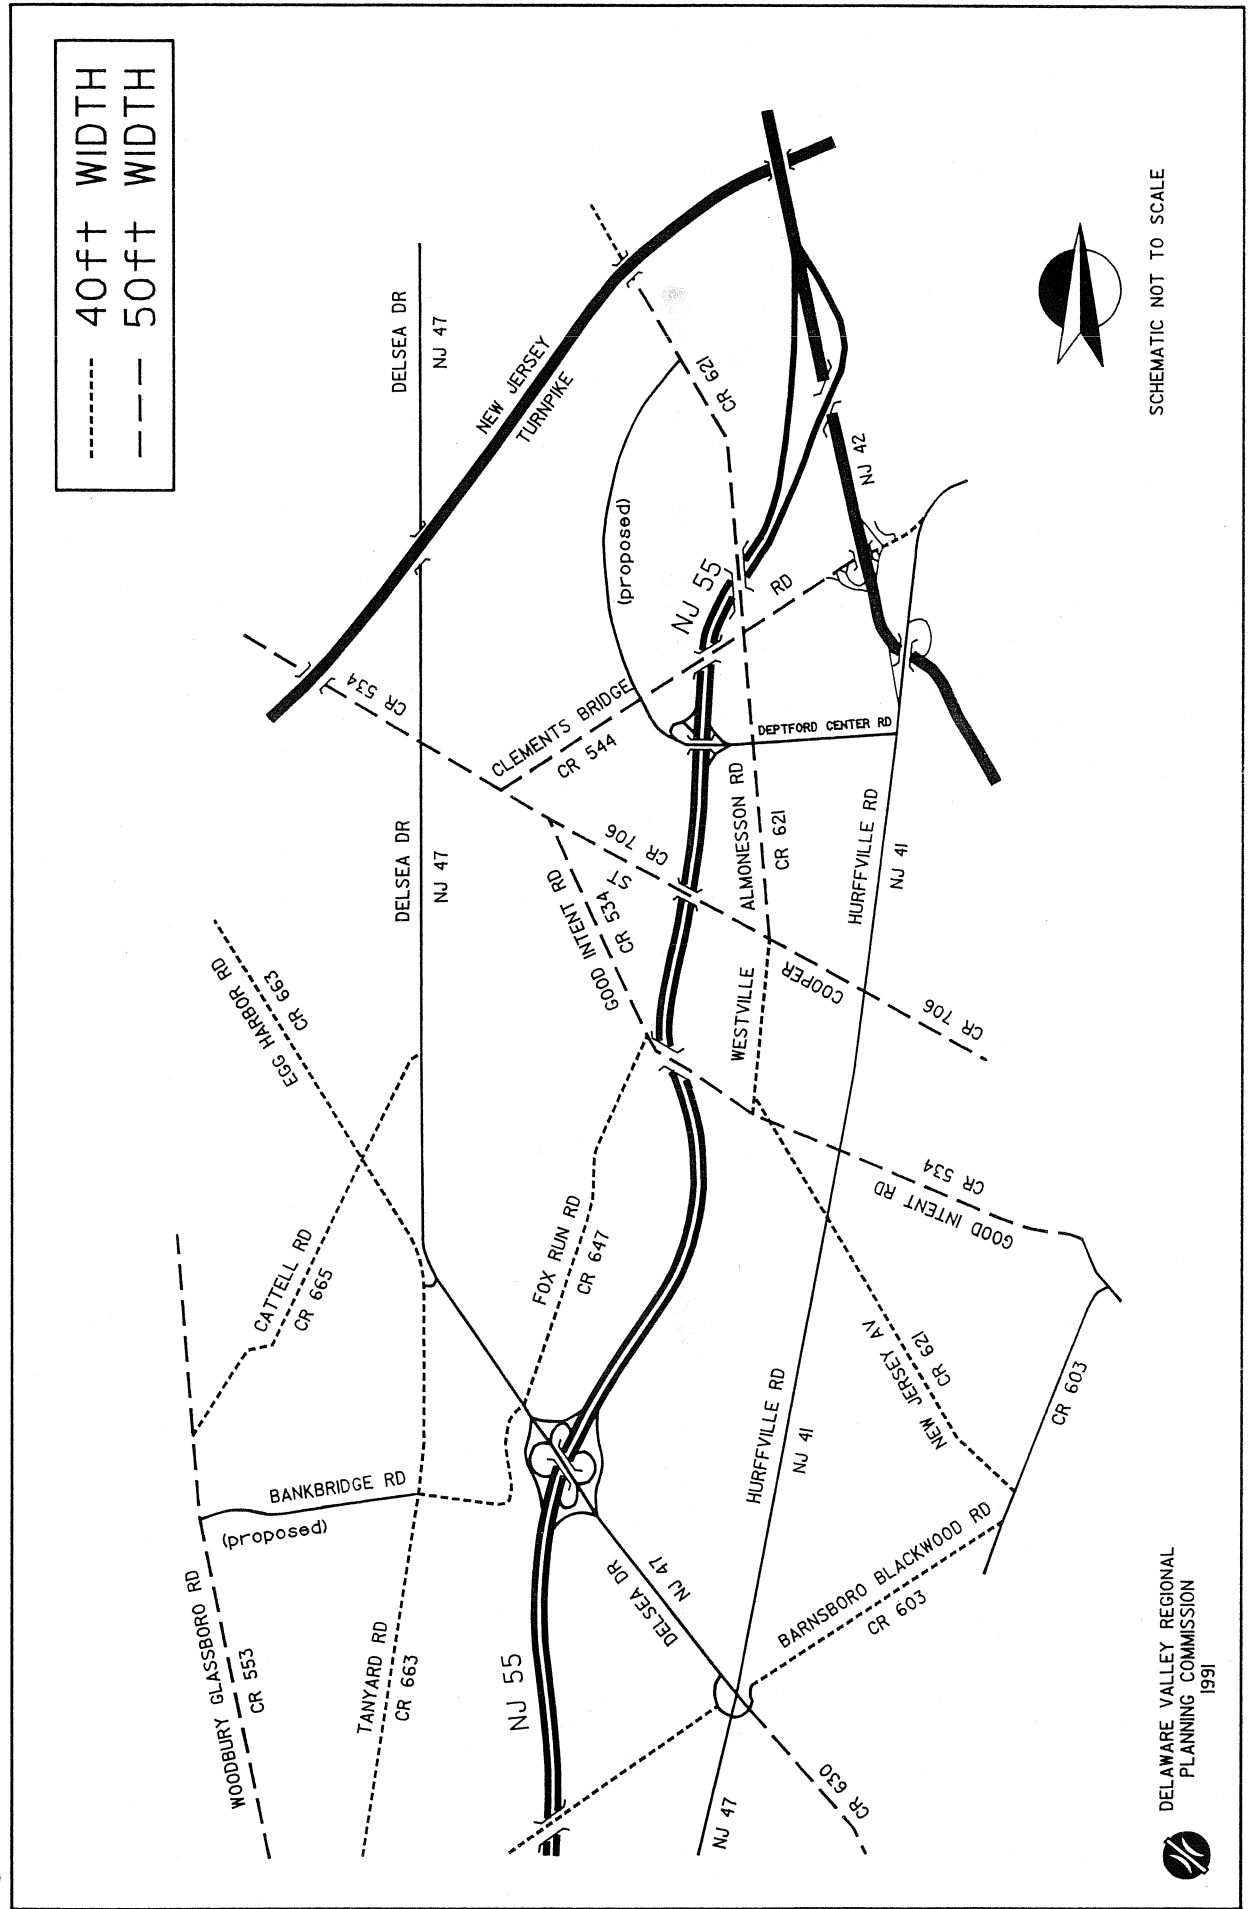 40ft WIDTH
50ft WIDTH
DELSEA DR
NJ 47
NEW JERSEY
TURNPIKE
CR 621
NJ 42
SCHEMATIC NOT TO SCALE
(proposed)
NJ 55
CR 534
CLEMENTS BRIDGE RD
CR 544
DEPTFORD CENTER RD
DELSEA DR
NJ 47
CR 706
COOPER ST
CR 706
GOOD INTENT RD
CR 534
WESTVILLE ALMONESSON RD
CR 621
HURFFVILLE RD
NJ 41
EGG HARBOR RD
CR 663
CATTELL RD
CR 665
FOX RUN RD
CR 647
CR 534
GOOD INTENT RD
NEW JERSEY AV
CR 621
CR 603
BANKBRIDGE RD
(proposed)
HURFFVILLE RD
NJ 41
BARNSBORO BLACKWOOD RD
CR 603
WOODBURY GLASSBORO RD
CR 553
TANYARD RD
CR 663
NJ 55
DELSEA DR
NJ 47
NJ 47
CR 630
DELAWARE VALLEY REGIONAL
PLANNING COMMISSION
1991